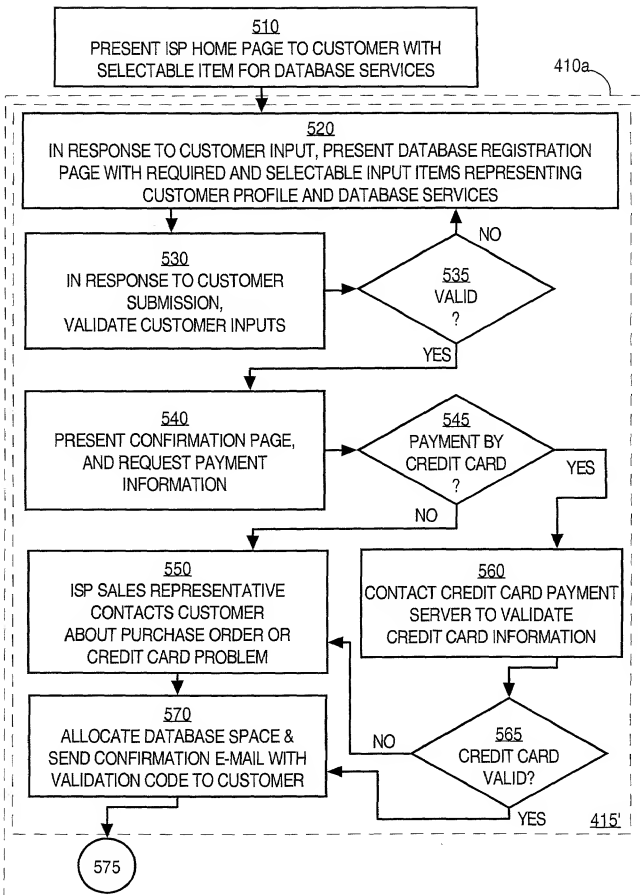 510
PRESENT ISP HOME PAGE TO CUSTOMER WITH
SELECTABLE ITEM FOR DATABASE SERVICES
410a
520
IN RESPONSE TO CUSTOMER INPUT, PRESENT DATABASE REGISTRATION
PAGE WITH REQUIRED AND SELECTABLE INPUT ITEMS REPRESENTING
CUSTOMER PROFILE AND DATABASE SERVICES
530
IN RESPONSE TO CUSTOMER
SUBMISSION,
VALIDATE CUSTOMER INPUTS
NO
535
VALID
?
YES
540
PRESENT CONFIRMATION PAGE,
AND REQUEST PAYMENT
INFORMATION
545
PAYMENT BY
CREDIT CARD
?
YES
NO
550
ISP SALES REPRESENTATIVE
CONTACTS CUSTOMER
ABOUT PURCHASE ORDER OR
CREDIT CARD PROBLEM
560
CONTACT CREDIT CARD PAYMENT
SERVER TO VALIDATE
CREDIT CARD INFORMATION
570
ALLOCATE DATABASE SPACE &
SEND CONFIRMATION E-MAIL WITH
VALIDATION CODE TO CUSTOMER
NO
565
CREDIT CARD
VALID?
YES
415'
575